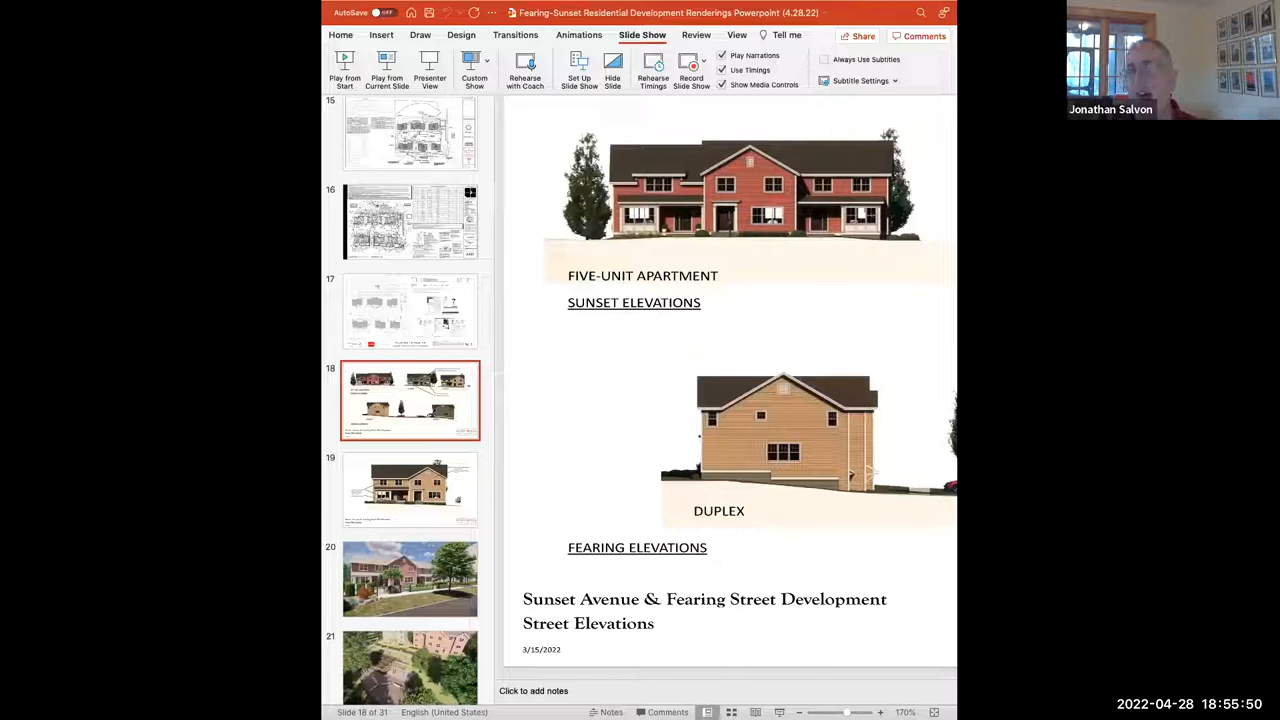 AutoSave OFF
Fearing-Sunset Residential Development Renderings Powerpoint (4.28.22)
Home Insert Draw Design Transitions Animations Slide Show Review View Tell me Share Comments
Play from Start
Play from Current Slide
Presenter View
Custom Show
Rehearse with Coach
Set Up Slide Show
Hide Slide
Rehearse Timings
Record Slide Show
Play Narrations
Use Timings
Show Media Controls
Always Use Subtitles
Subtitle Settings
Jonathan Salvon
15
16
17
18
19
20
21
FIVE-UNIT APARTMENT
SUNSET ELEVATIONS
DUPLEX
FEARING ELEVATIONS
Sunset Avenue & Fearing Street Development
Street Elevations
3/15/2022
Click to add notes
Slide 18 of 31 English (United States) Notes Comments 170%
2022-04-28 18:55:50